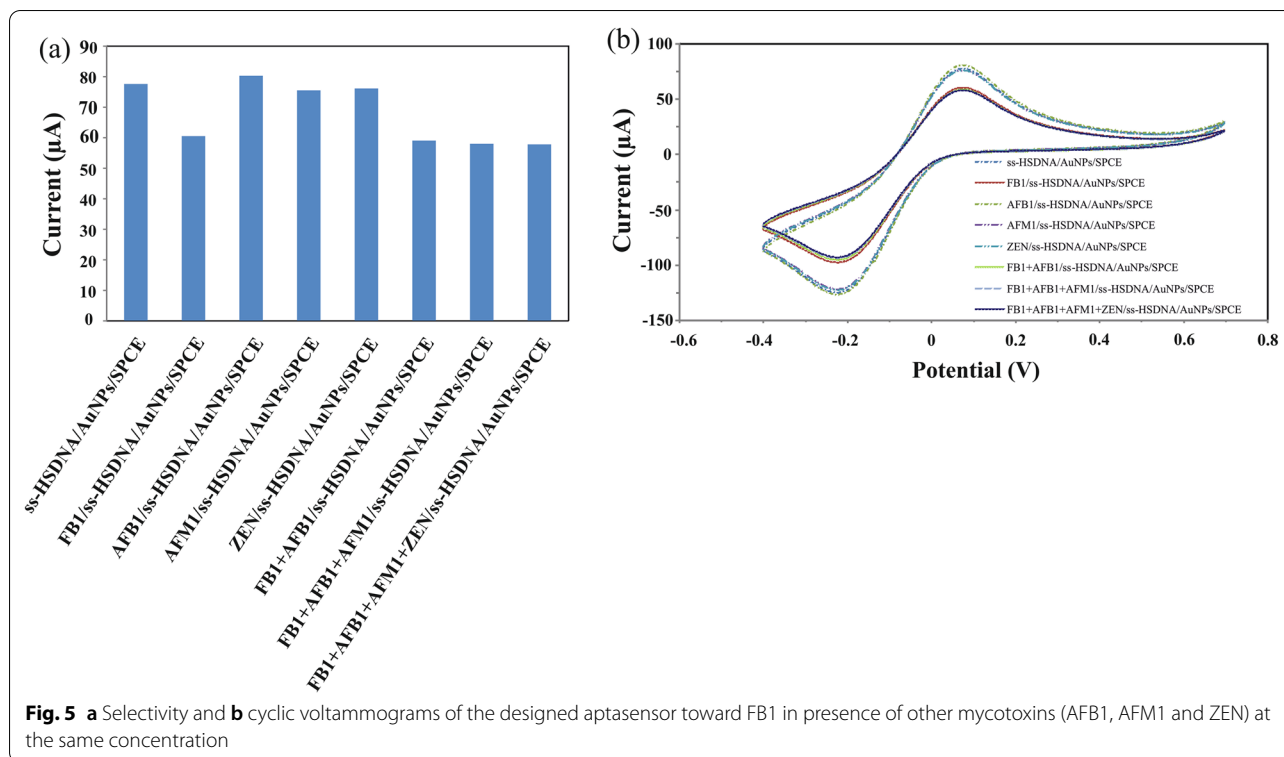 (a)
Current (µA)
90
80
70
60
50
40
30
20
10
0
ss-HSDNA/AuNPs/SPCE
FB1/ss-HSDNA/AuNPs/SPCE
AFB1/ss-HSDNA/AuNPs/SPCE
AFM1/ss-HSDNA/AuNPs/SPCE
ZEN/ss-HSDNA/AuNPs/SPCE
FB1+AFB1/ss-HSDNA/AuNPs/SPCE
FB1+AFB1+AFM1/ss-HSDNA/AuNPs/SPCE
FB1+AFB1+AFM1+ZEN/ss-HSDNA/AuNPs/SPCE
(b)
Current (µA)
100
50
0
-50
-100
-150
-0.6 -0.4 -0.2 0 0.2 0.4 0.6 0.8
Potential (V)
ss-HSDNA/AuNPs/SPCE
FB1/ss-HSDNA/AuNPs/SPCE
AFB1/ss-HSDNA/AuNPs/SPCE
AFM1/ss-HSDNA/AuNPs/SPCE
ZEN/ss-HSDNA/AuNPs/SPCE
FB1+AFB1/ss-HSDNA/AuNPs/SPCE
FB1+AFB1+AFM1/ss-HSDNA/AuNPs/SPCE
FB1+AFB1+AFM1+ZEN/ss-HSDNA/AuNPs/SPCE
Fig. 5 a Selectivity and b cyclic voltammograms of the designed aptasensor toward FB1 in presence of other mycotoxins (AFB1, AFM1 and ZEN) at
the same concentration